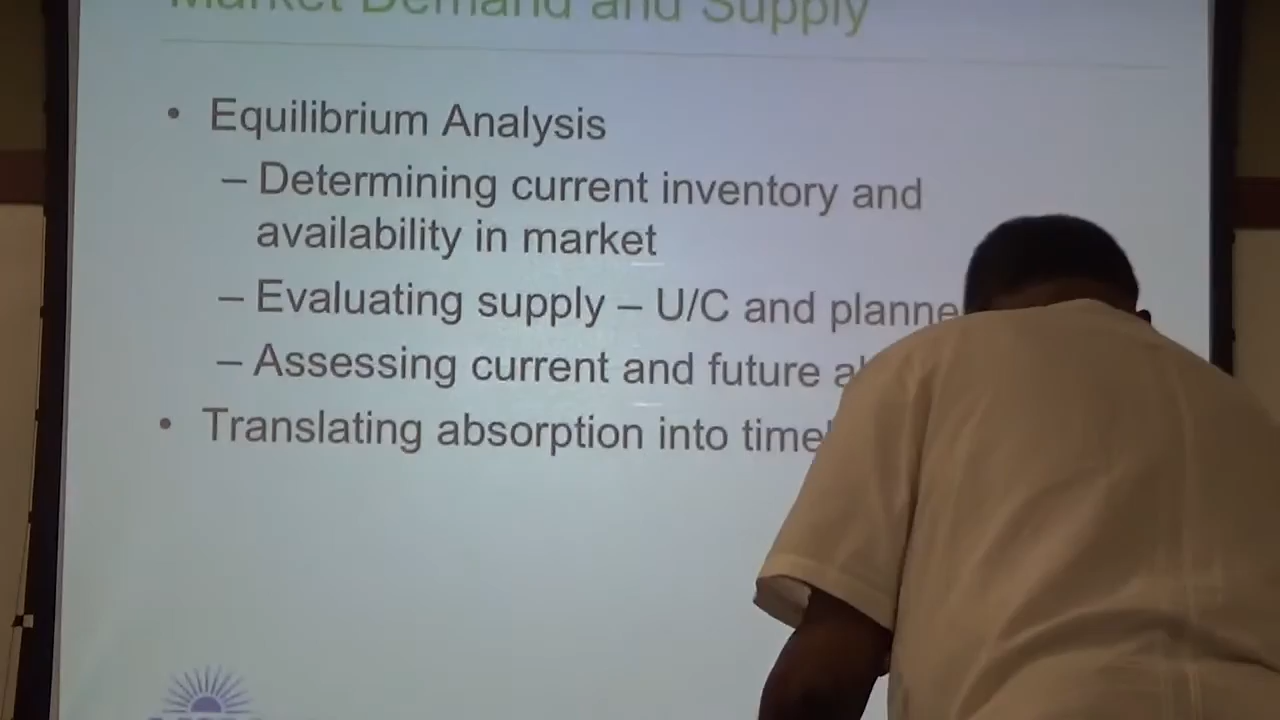 Market Demand and Supply
• Equilibrium Analysis
– Determining current inventory and
availability in market
– Evaluating supply – U/C and planne
– Assessing current and future
• Translating absorption into